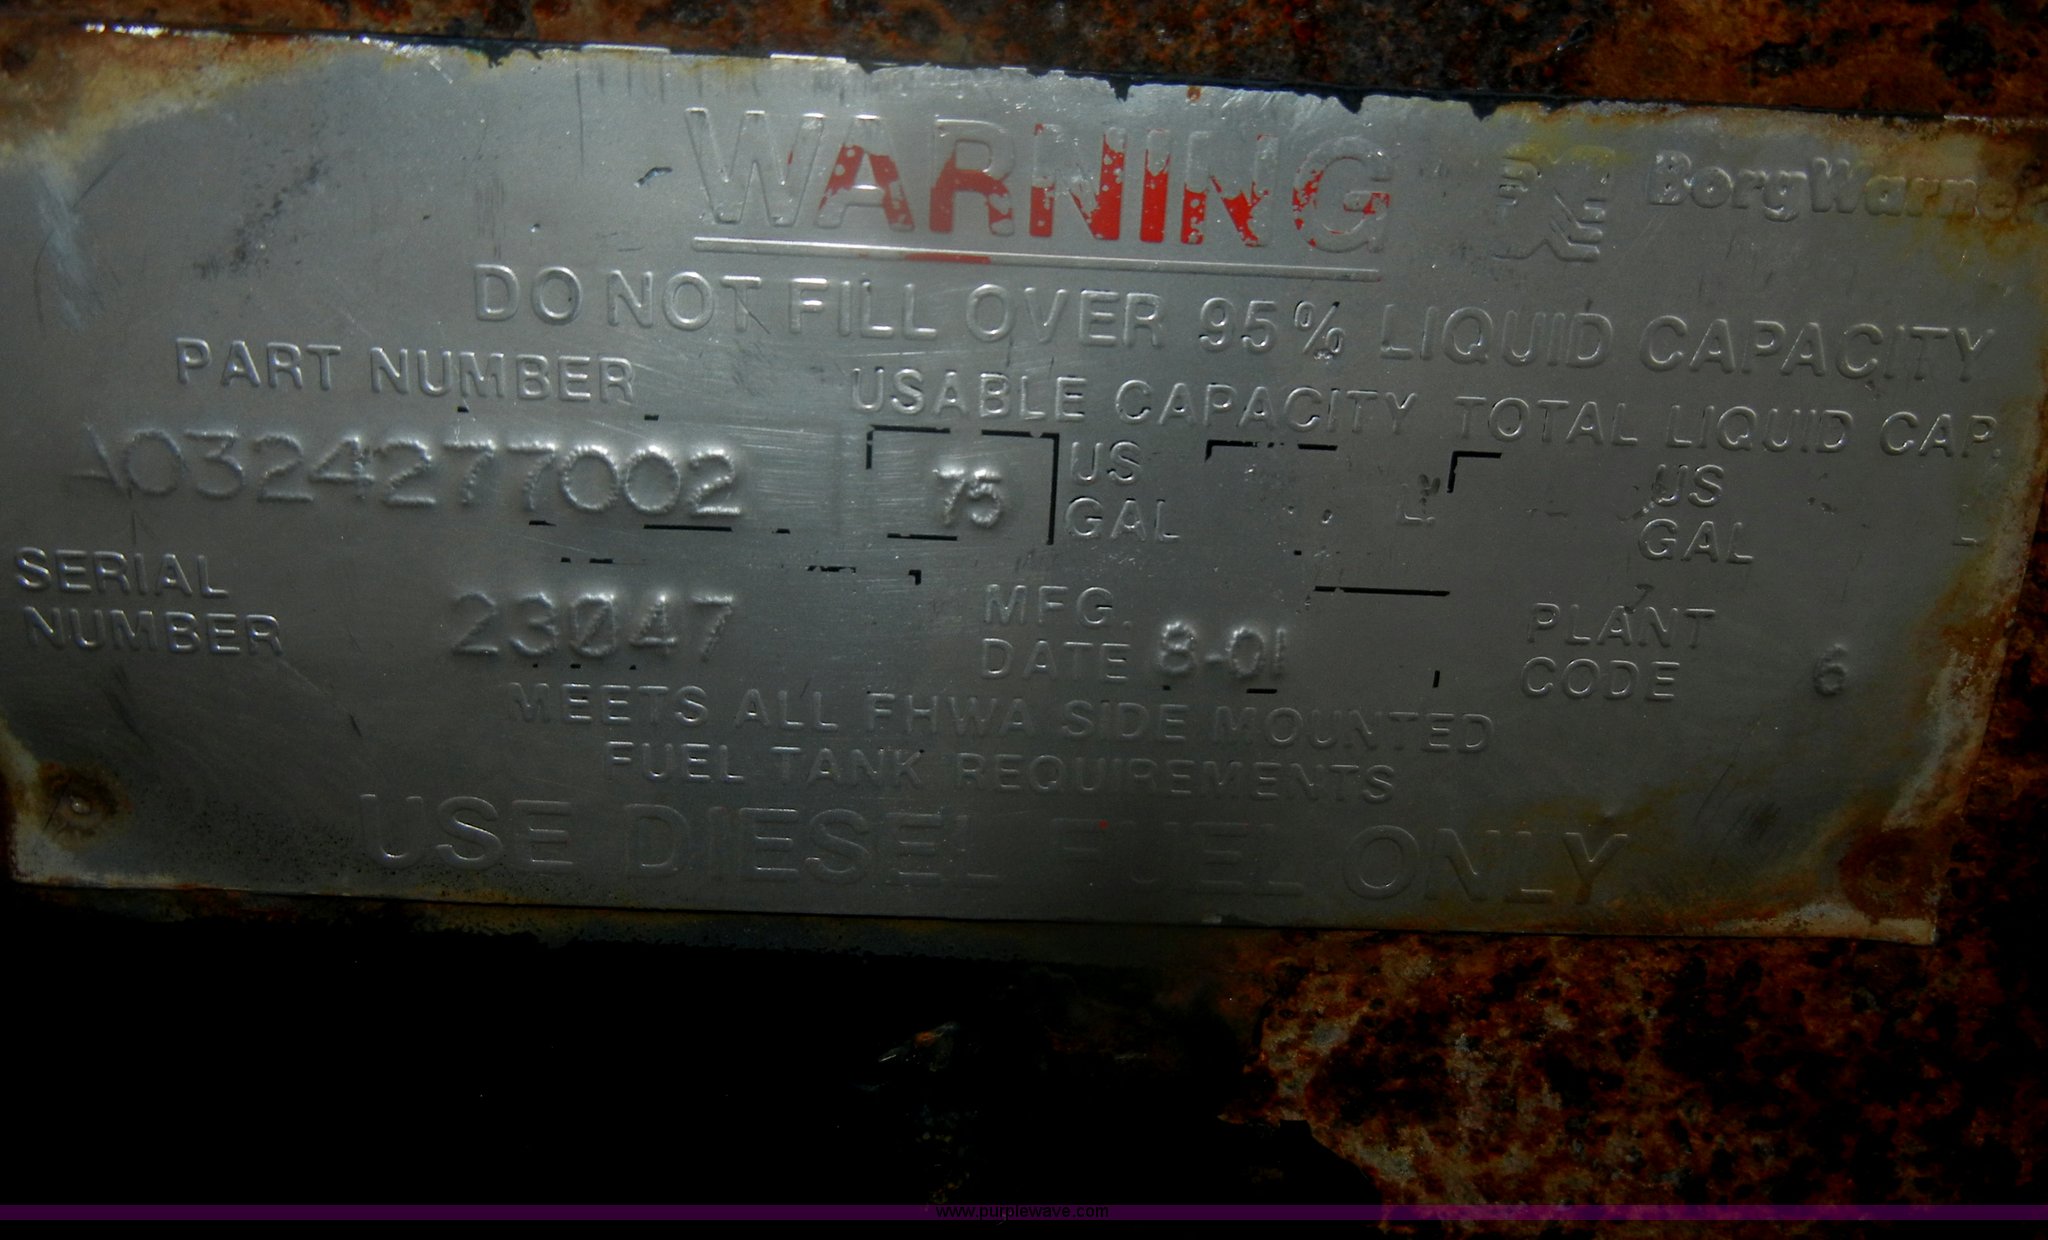 WARNING
BorgWarner
DO NOT FILL OVER 95% LIQUID CAPACITY
PART NUMBER
USABLE CAPACITY TOTAL LIQUID CAP.
A0324277002
75 US GAL
US GAL
SERIAL NUMBER
23047
MFG. DATE 8-01
PLANT CODE 6
MEETS ALL FHWA SIDE MOUNTED
FUEL TANK REQUIREMENTS
USE DIESEL FUEL ONLY
www.purplewave.com